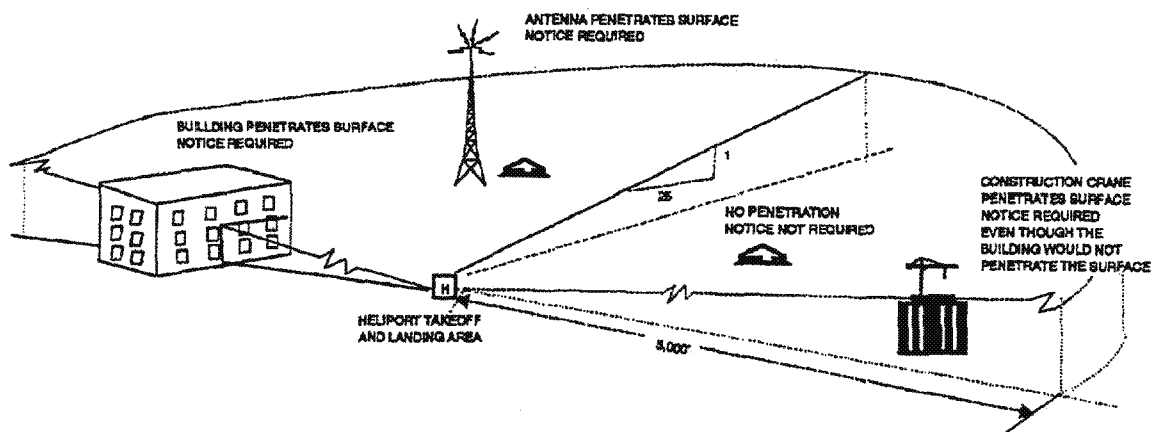 ANTENNA PENETRATES SURFACE
NOTICE REQUIRED
BUILLDING PENETRATES SURFACE
NOTICE REQUIRED
1
25
CONSTRUCTION CRANE
PENETRATES SURFACE
NOTICE REQUIRED
EVEN THOUGH THE
BUILDING WOULD NOT
PENETRATE THE SURFACE
NO PENETRATION
NOTICE NOT REQUIRED
H
HELIPORT TAKEOFF
AND LANDING AREA
5,000'